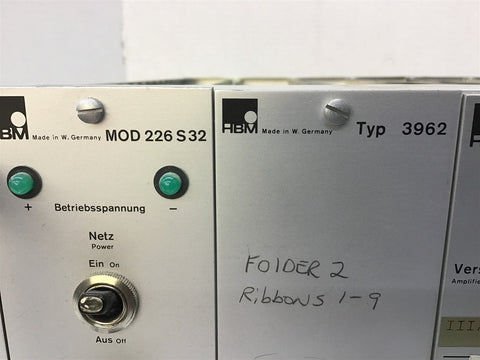 BM Made in W. Germany MOD 226 S32
+ Betriebsspannung -
Netz
Power
Ein On
Aus Off
HBM Made in W. Germany Typ 3962
FOLDER 2
Ribbons 1-9
Vers
Amplifie